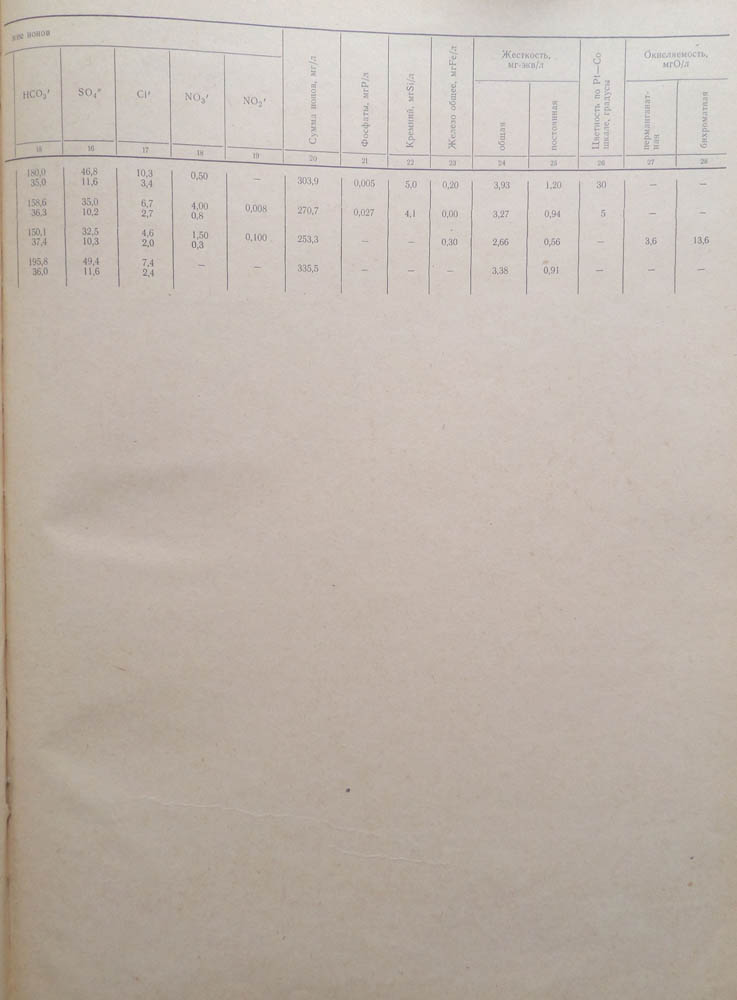 ние ионов
HCO₃′ SO₄″ Cl′ NO₃′ NO₂′ Сумма ионов, мг/л Фосфаты, мгP/л Кремний, мгSi/л Железо общее, мгFe/л Жесткость, мг-экв/л общая постоянная Цветность по Pt—Co шкале, градусы Окисляемость, мгO/л перманганатная бихроматная
15 16 17 18 19 20 21 22 23 24 25 26 27 28
180,0 46,8 10,3 0,50 — 303,9 0,005 5,0 0,20 3,93 1,20 30 — —
35,0 11,6 3,4
158,6 35,0 6,7 4,00 0,008 270,7 0,027 4,1 0,00 3,27 0,94 5 — —
36,3 10,2 2,7 0,8
150,1 32,5 4,6 1,50 0,100 253,3 — — 0,30 2,66 0,56 — 3,6 13,6
37,4 10,3 2,0 0,3
195,8 49,4 7,4 — — 335,5 — — — 3,38 0,91 — — —
36,0 11,6 2,4